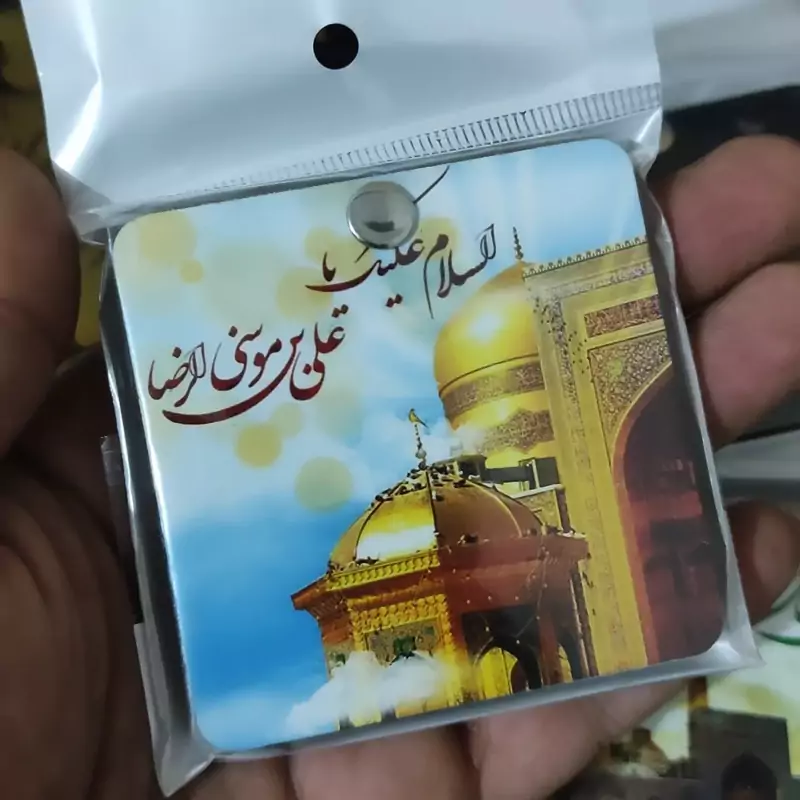 السلام علیک یا
علی بن موسی الرضا